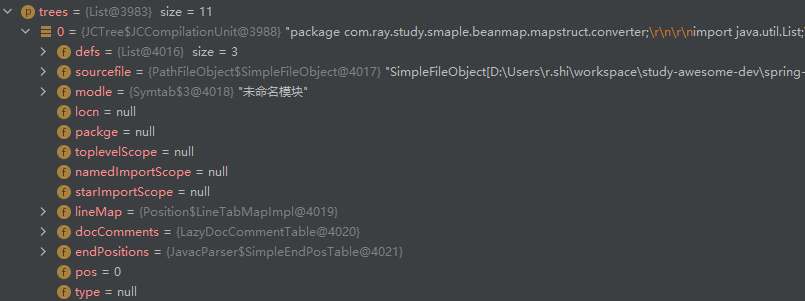 trees = {List@3983} size = 11
0 = {JCTree$JCCompilationUnit@3988} "package com.ray.study.smaple.beanmap.mapstruct.converter;\r\n\r\nimport java.util.List;
f defs = {List@4016} size = 3
f sourcefile = {PathFileObject$SimpleFileObject@4017} "SimpleFileObject[D:\Users\r.shi\workspace\study-awesome-dev\spring-
f modle = {Symtab$3@4018} "未命名模块"
f locn = null
f packge = null
f toplevelScope = null
f namedImportScope = null
f starImportScope = null
f lineMap = {Position$LineTabMapImpl@4019}
f docComments = {LazyDocCommentTable@4020}
f endPositions = {JavacParser$SimpleEndPosTable@4021}
f pos = 0
f type = null